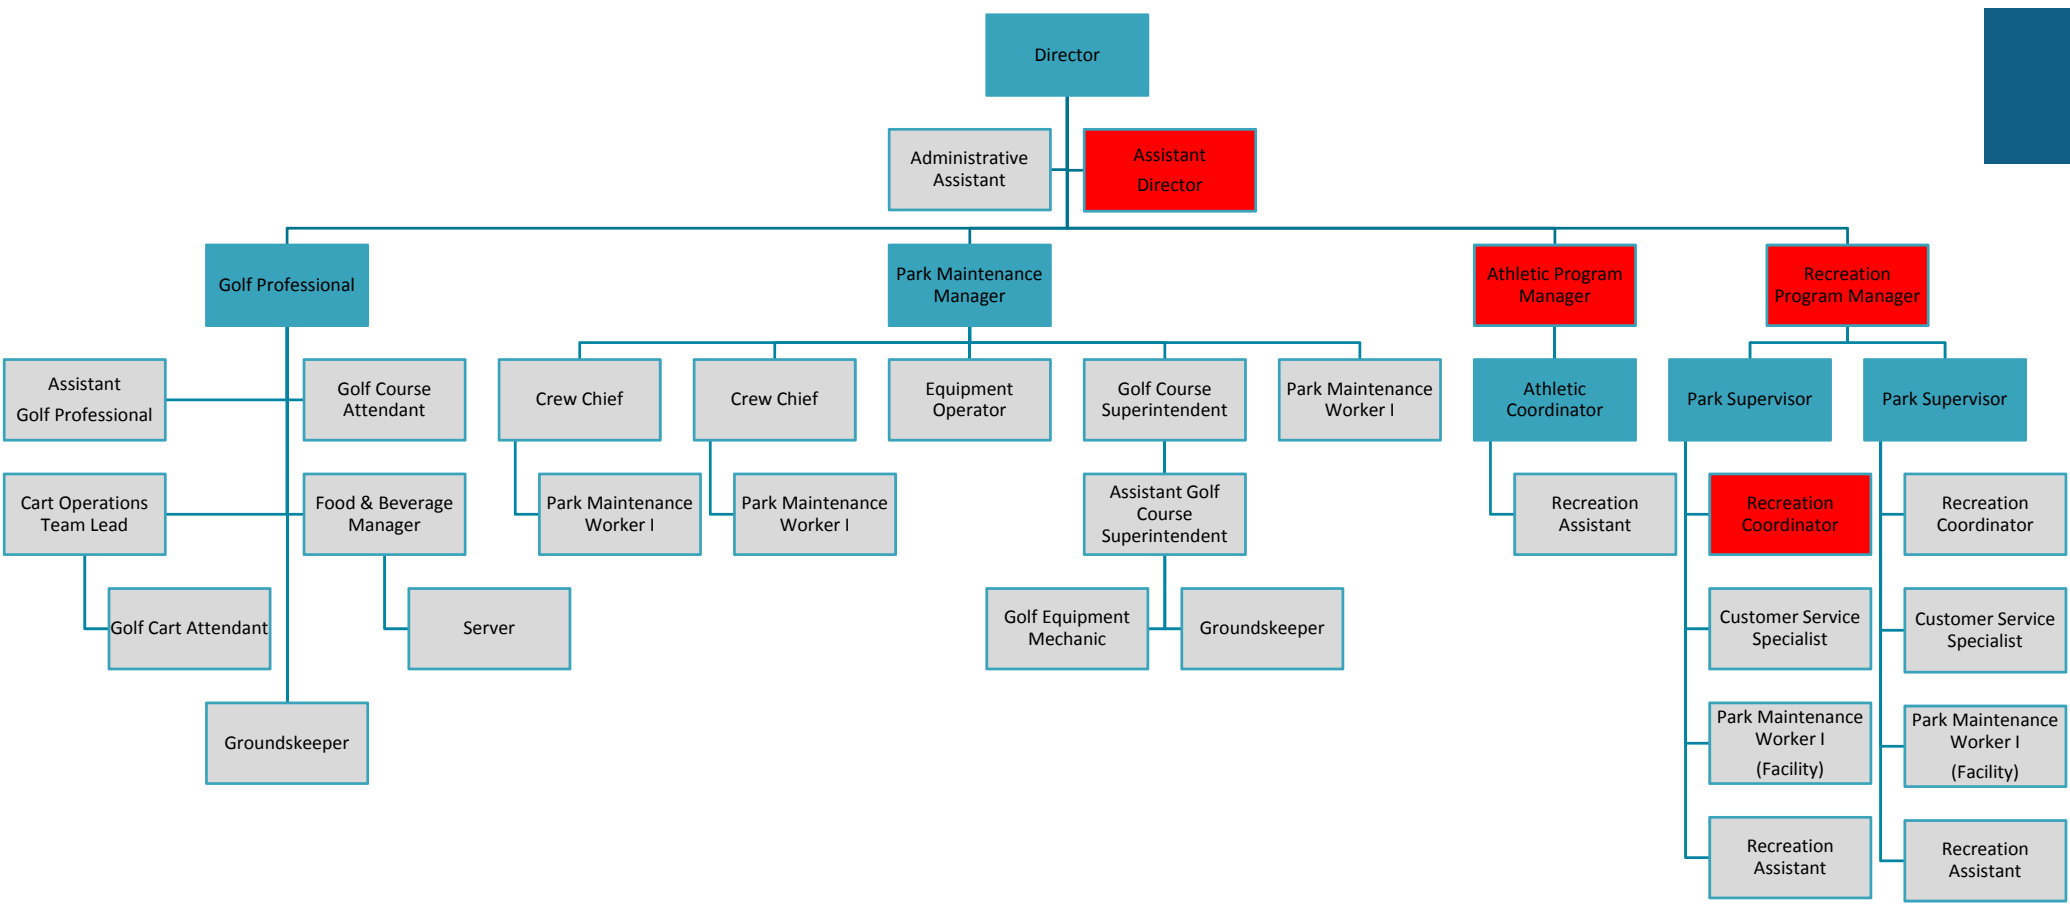 Director
Administrative
Assistant
Assistant
Director
Golf Professional
Park Maintenance
Manager
Athletic Program
Manager
Recreation
Program Manager
Assistant
Golf Professional
Golf Course
Attendant
Crew Chief
Crew Chief
Equipment
Operator
Golf Course
Superintendent
Park Maintenance
Worker I
Athletic
Coordinator
Park Supervisor
Park Supervisor
Cart Operations
Team Lead
Food & Beverage
Manager
Park Maintenance
Worker I
Park Maintenance
Worker I
Assistant Golf
Course
Superintendent
Recreation
Assistant
Recreation
Coordinator
Recreation
Coordinator
Golf Cart Attendant
Server
Golf Equipment
Mechanic
Groundskeeper
Customer Service
Specialist
Customer Service
Specialist
Groundskeeper
Park Maintenance
Worker I
(Facility)
Park Maintenance
Worker I
(Facility)
Recreation
Assistant
Recreation
Assistant